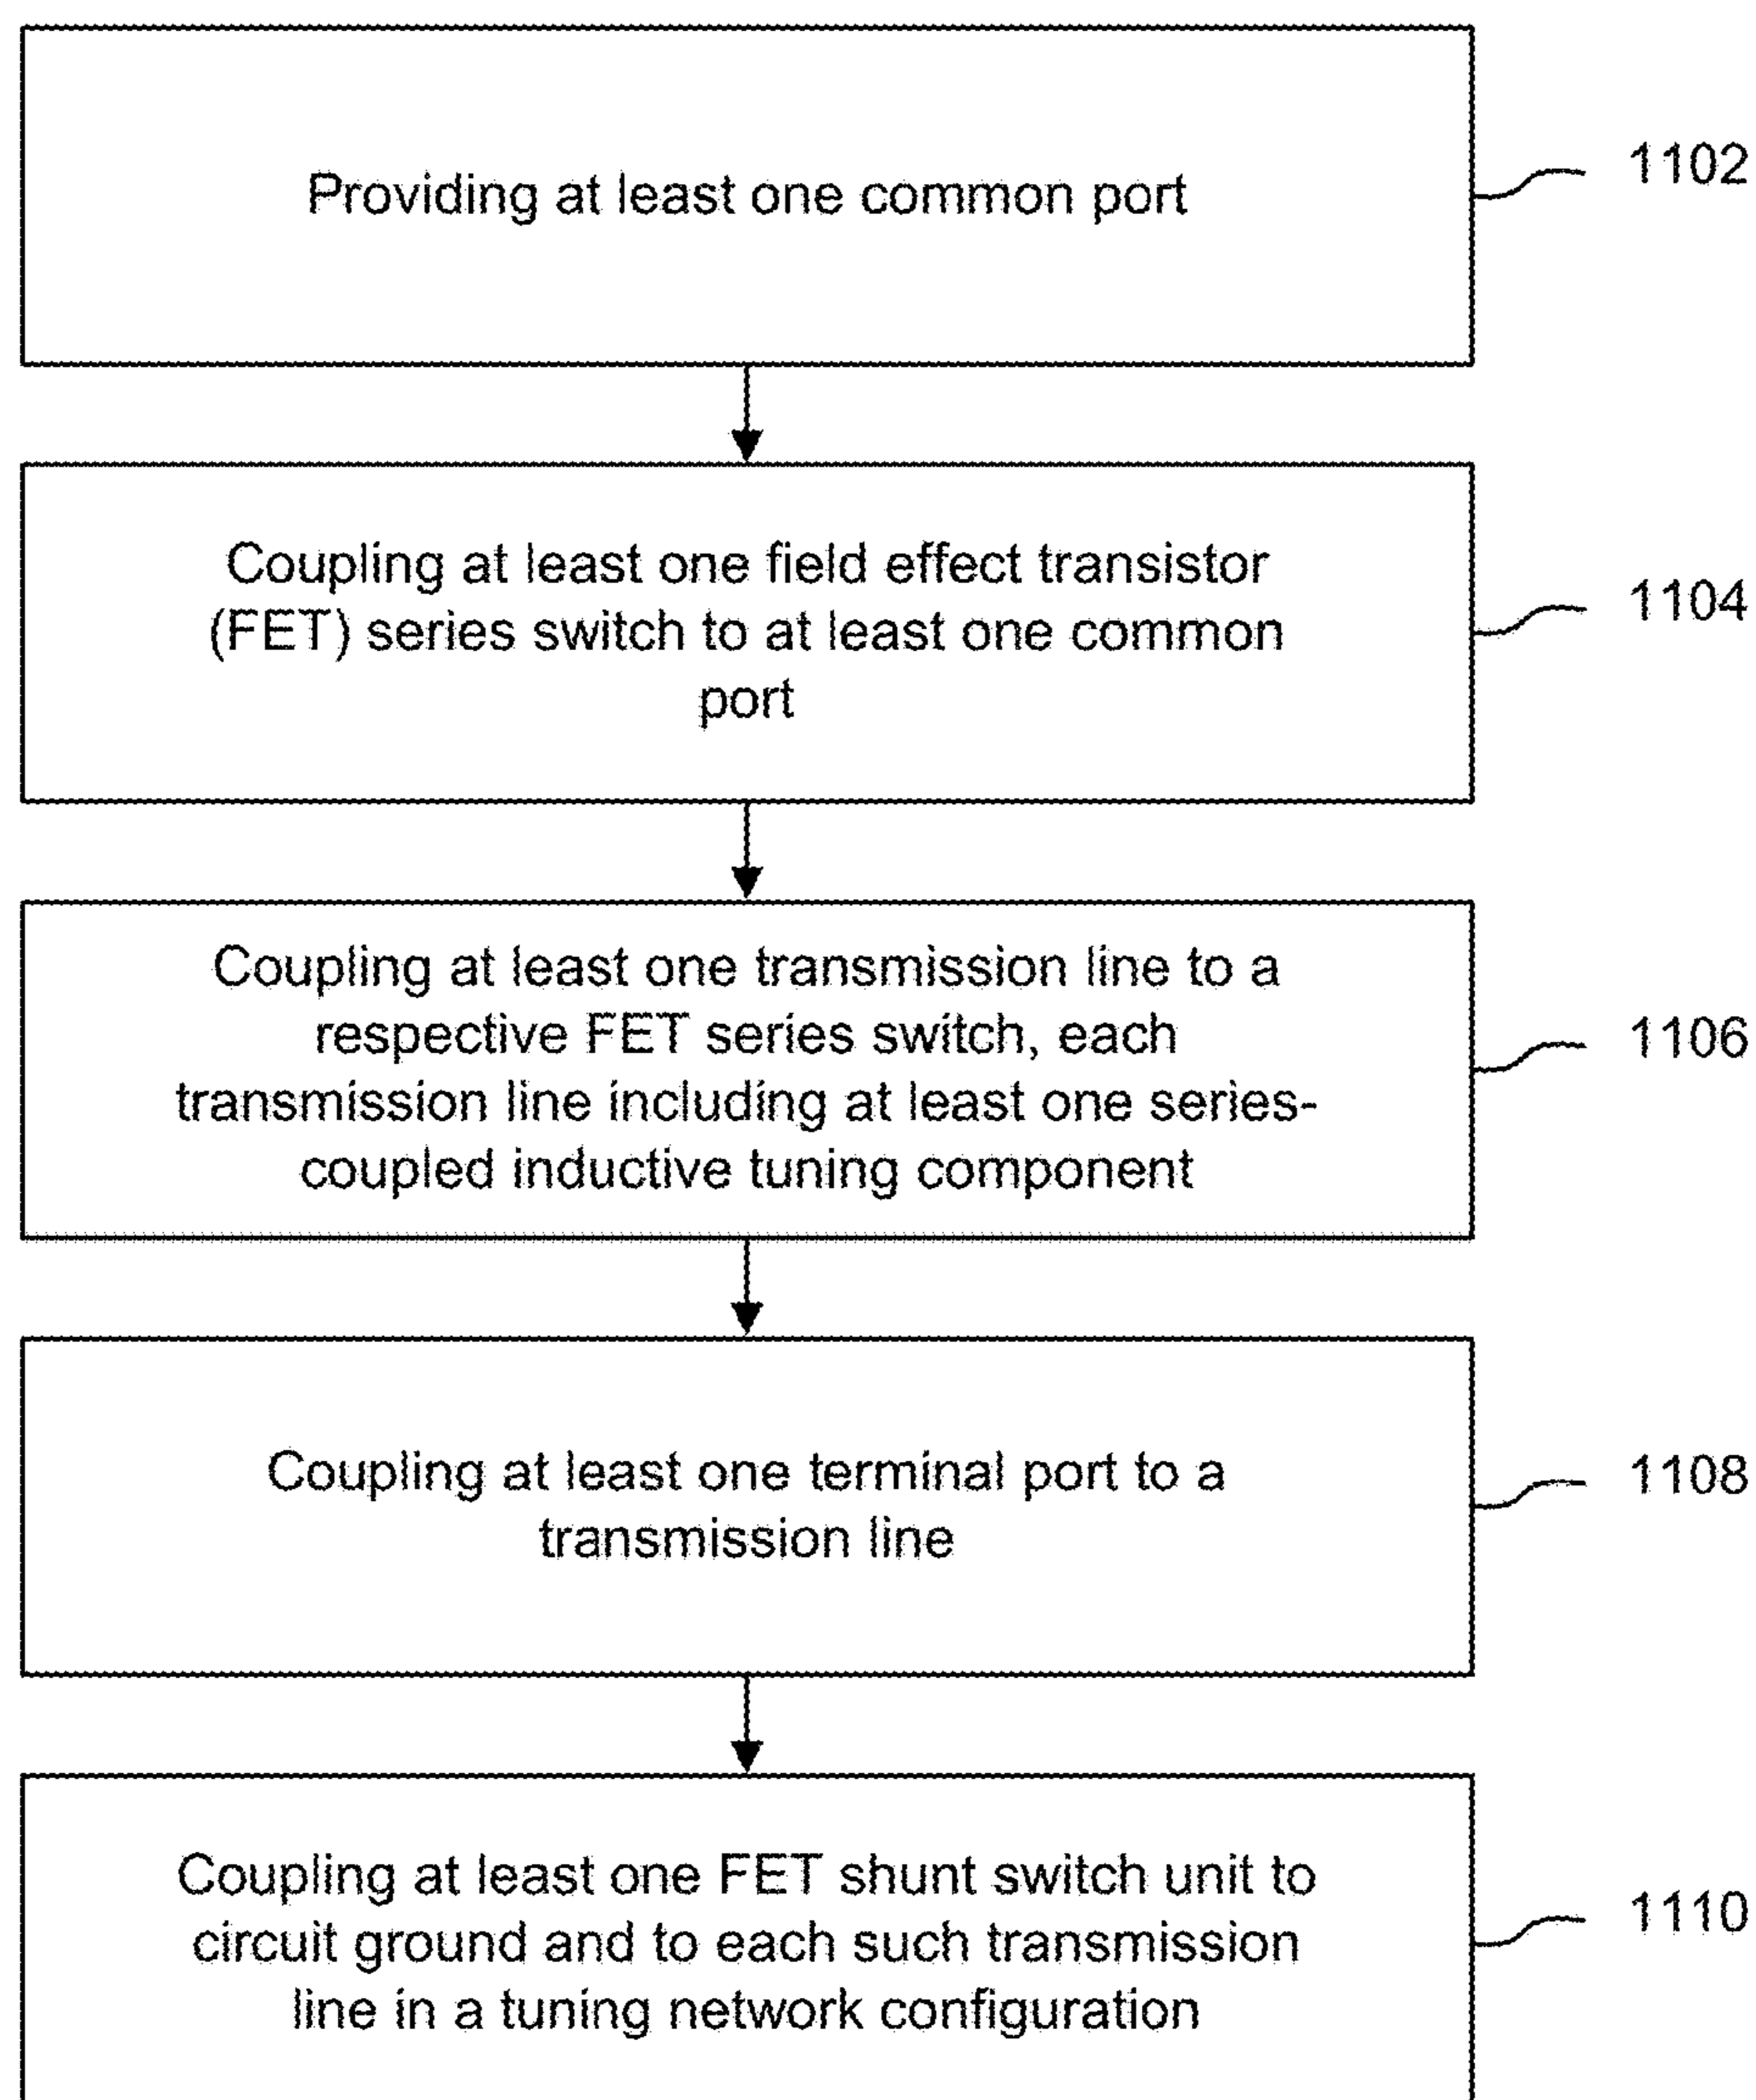 Providing at least one common port
1102
Coupling at least one field effect transistor
(FET) series switch to at least one common
port
1104
Coupling at least one transmission line to a
respective FET series switch, each
transmission line including at least one series-
coupled inductive tuning component
1106
Coupling at least one terminal port to a
transmission line
1108
Coupling at least one FET shunt switch unit to
circuit ground and to each such transmission
line in a tuning network configuration
1110